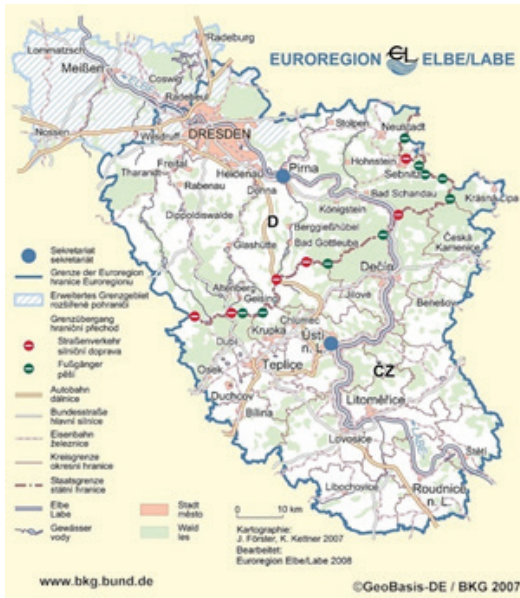 EUROREGION EL ELBE/LABE
Radeburg
Lommatzsch
Meißen
Coswig
Radebeul
ELBE
Nossen
Wilsdruff
DRESDEN
Stolpen
Neustadt
Freital
Heidenau
Pirna
Hohnstein
Sebnitz
Tharandt
Rabenau
Dohna
Bad Schandau
Krásná Lípa
Königstein
Dippoldiswalde
D
Berggießhübel
Glashütte
Bad Gottleuba
Česká
Kamenice
Děčín
Altenberg
Geising
Jílové
Benešov
Chlumec
Krupka
Dubí
Ústí
n. L.
Osek
Teplice
ČZ
Duchcov
Litoměřice
Bílina
Lovosice
LABE
Štětí
Libochovice
Roudnice
n. L.
Sekretariat
sekretariát
Grenze der Euroregion
hranice Euroregionu
Erweitertes Grenzgebiet
rozšířené pohraničí
Grenzübergang
hraniční přechod
Straßenverkehr
silniční doprava
Fußgänger
pěší
Autobahn
dálnice
Bundesstraße
hlavní silnice
Eisenbahn
železnice
Kreisgrenze
okresní hranice
Staatsgrenze
státní hranice
Elbe
Labe
Gewässer
vody
Stadt
město
Wald
les
0 10 km
Kartographie:
J. Förster, K. Kettner 2007
Bearbeitet:
Euroregion Elbe/Labe 2008
www.bkg.bund.de
©GeoBasis-DE / BKG 2007